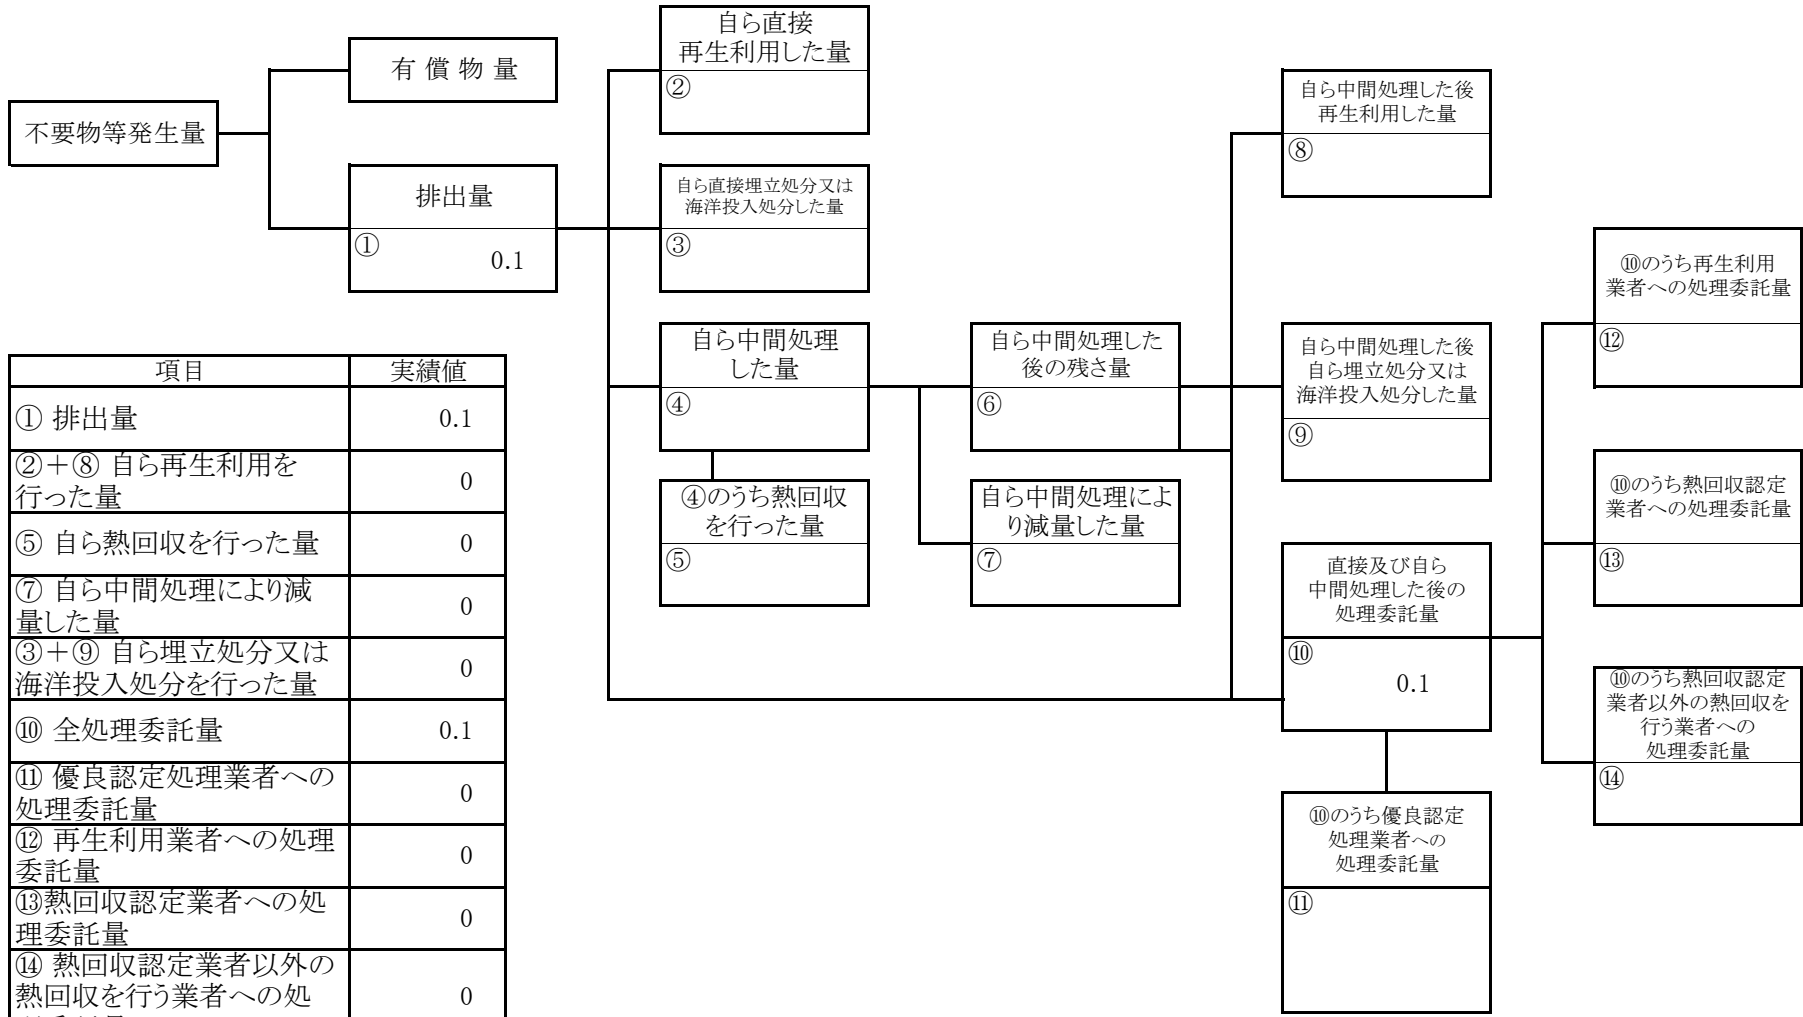 不要物等発生量
有 償 物 量
排出量
①
0.1
自ら直接
再生利用した量
②
自ら直接埋立処分又は
海洋投入処分した量
③
自ら中間処理
した量
④
④のうち熱回収
を行った量
⑤
自ら中間処理した
後の残さ量
⑥
自ら中間処理によ
り減量した量
⑦
自ら中間処理した後
再生利用した量
⑧
自ら中間処理した後
自ら埋立処分又は
海洋投入処分した量
⑨
直接及び自ら
中間処理した後の
処理委託量
⑩
0.1
⑩のうち優良認定
処理業者への
処理委託量
⑪
⑩のうち再生利用
業者への処理委託量
⑫
⑩のうち熱回収認定
業者への処理委託量
⑬
⑩のうち熱回収認定
業者以外の熱回収を
行う業者への
処理委託量
⑭
項目 実績値
① 排出量 0.1
②+⑧ 自ら再生利用を
行った量 0
⑤ 自ら熱回収を行った量 0
⑦ 自ら中間処理により減
量した量 0
③+⑨ 自ら埋立処分又は
海洋投入処分を行った量 0
⑩ 全処理委託量 0.1
⑪ 優良認定処理業者への
処理委託量 0
⑫ 再生利用業者への処理
委託量 0
⑬熱回収認定業者への処
理委託量 0
⑭ 熱回収認定業者以外の
熱回収を行う業者への処 0